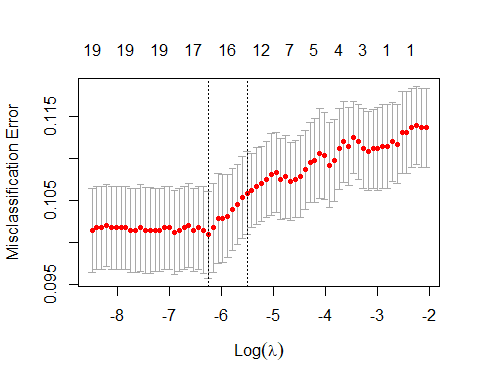 19 19 19 17 16 12 7 5 4 3 1 1
Misclassification Error
0.115
0.105
0.095
-8 -7 -6 -5 -4 -3 -2
Log(λ)